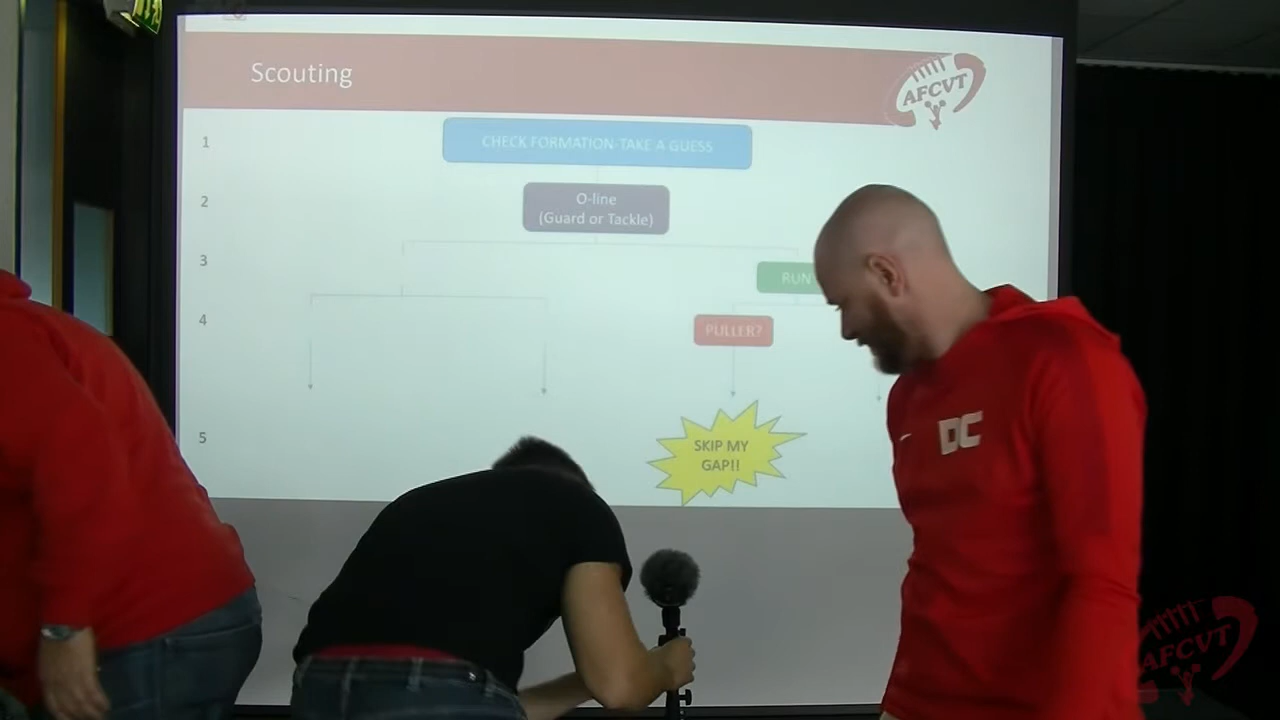 Scouting
AFCVT
1
CHECK FORMATION-TAKE A GUESS
2
O-line
(Guard or Tackle)
3
RUN
4
PULLER?
5
SKIP MY
GAP!!
DC
AFCVT